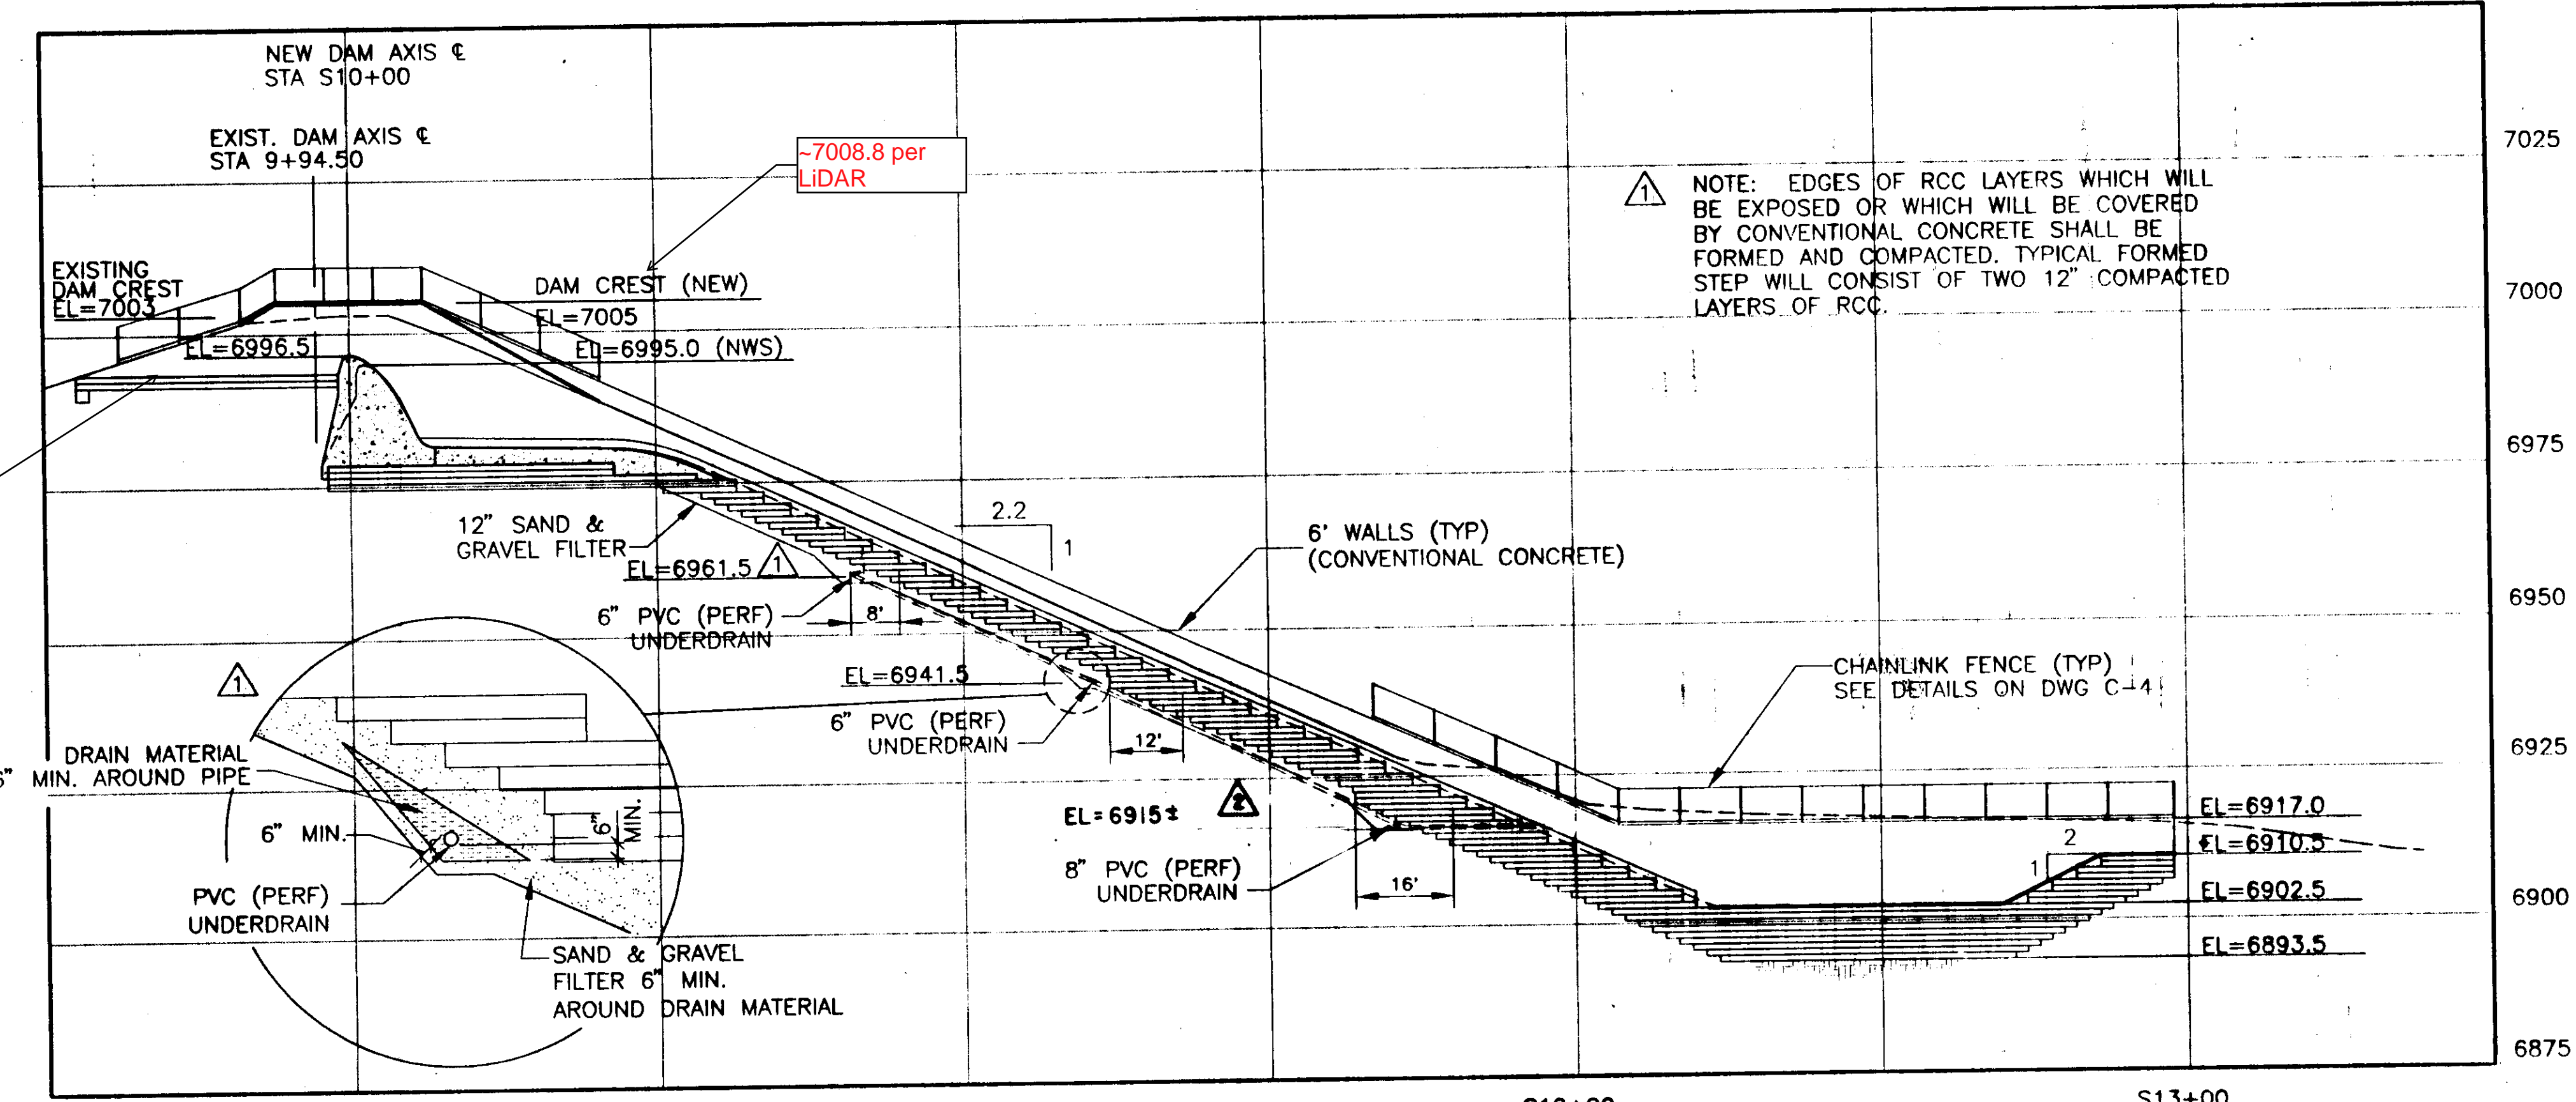 NEW DAM AXIS ℄
STA S10+00
EXIST. DAM AXIS ℄
STA 9+94.50
~7008.8 per
LiDAR
7025
1
NOTE: EDGES OF RCC LAYERS WHICH WILL
BE EXPOSED OR WHICH WILL BE COVERED
BY CONVENTIONAL CONCRETE SHALL BE
FORMED AND COMPACTED. TYPICAL FORMED
STEP WILL CONSIST OF TWO 12" COMPACTED
LAYERS OF RCC.
EXISTING
DAM CREST
EL=7003
DAM CREST (NEW)
EL=7005
7000
EL=6996.5
EL=6995.0 (NWS)
6975
12" SAND &
GRAVEL FILTER
2.2
1
6' WALLS (TYP)
(CONVENTIONAL CONCRETE)
EL=6961.5
1
6" PVC (PERF)
UNDERDRAIN
8'
6950
EL=6941.5
6" PVC (PERF)
UNDERDRAIN
12'
CHAINLINK FENCE (TYP)
SEE DETAILS ON DWG C-4
6925
1
DRAIN MATERIAL
6" MIN. AROUND PIPE
6" MIN.
6"
MIN.
PVC (PERF)
UNDERDRAIN
SAND & GRAVEL
FILTER 6" MIN.
AROUND DRAIN MATERIAL
EL=6915±
2
8" PVC (PERF)
UNDERDRAIN
16'
EL=6917.0
2
1
EL=6910.5
EL=6902.5
6900
EL=6893.5
6875
S13+00